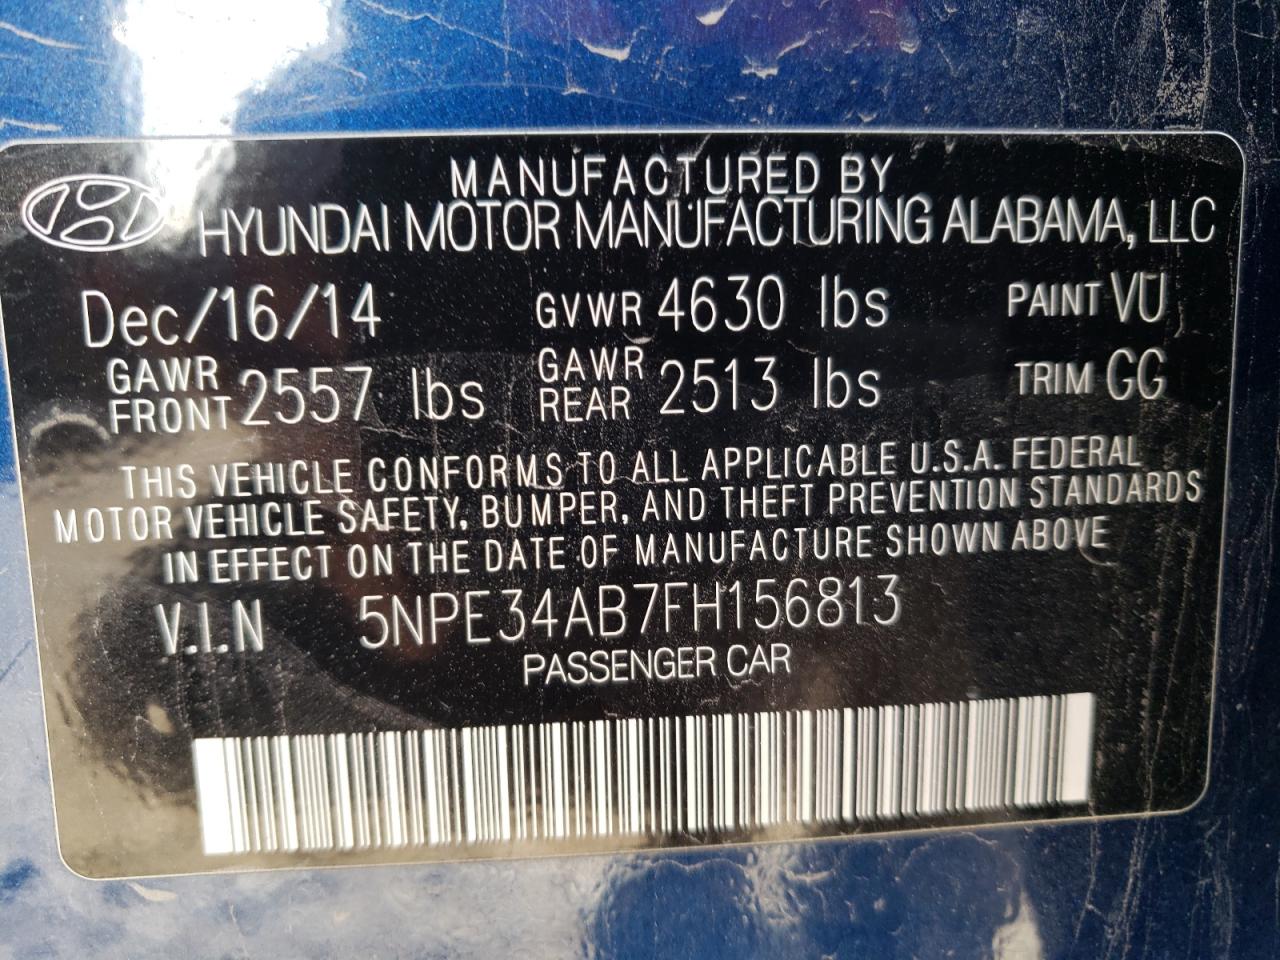 MANUFACTURED BY
HYUNDAI MOTOR MANUFACTURING ALABAMA, LLC
Dec/16/14 GVWR 4630 lbs PAINT VU
GAWR FRONT 2557 lbs GAWR REAR 2513 lbs TRIM GG
THIS VEHICLE CONFORMS TO ALL APPLICABLE U.S.A. FEDERAL
MOTOR VEHICLE SAFETY, BUMPER, AND THEFT PREVENTION STANDARDS
IN EFFECT ON THE DATE OF MANUFACTURE SHOWN ABOVE
V.I.N 5NPE34AB7FH156813
PASSENGER CAR